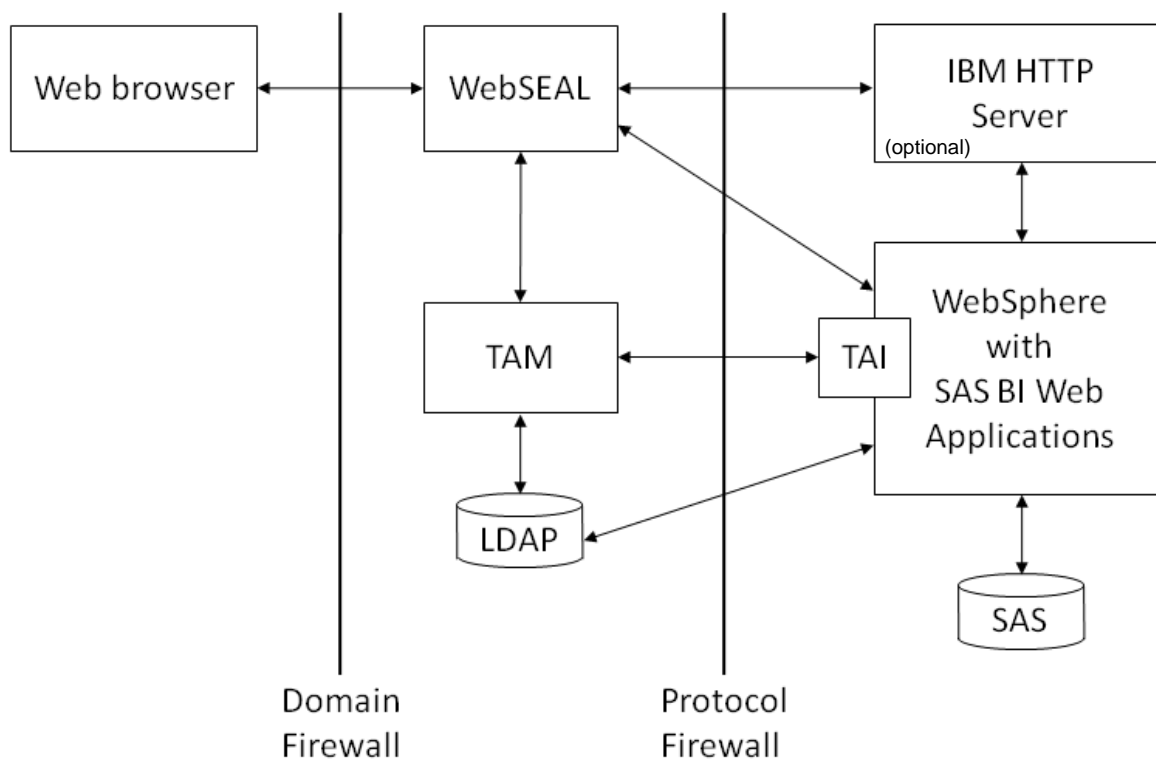 Web browser
WebSEAL
IBM HTTP
Server
(optional)
TAM
TAI
WebSphere
with
SAS BI Web
Applications
LDAP
SAS
Domain
Firewall
Protocol
Firewall